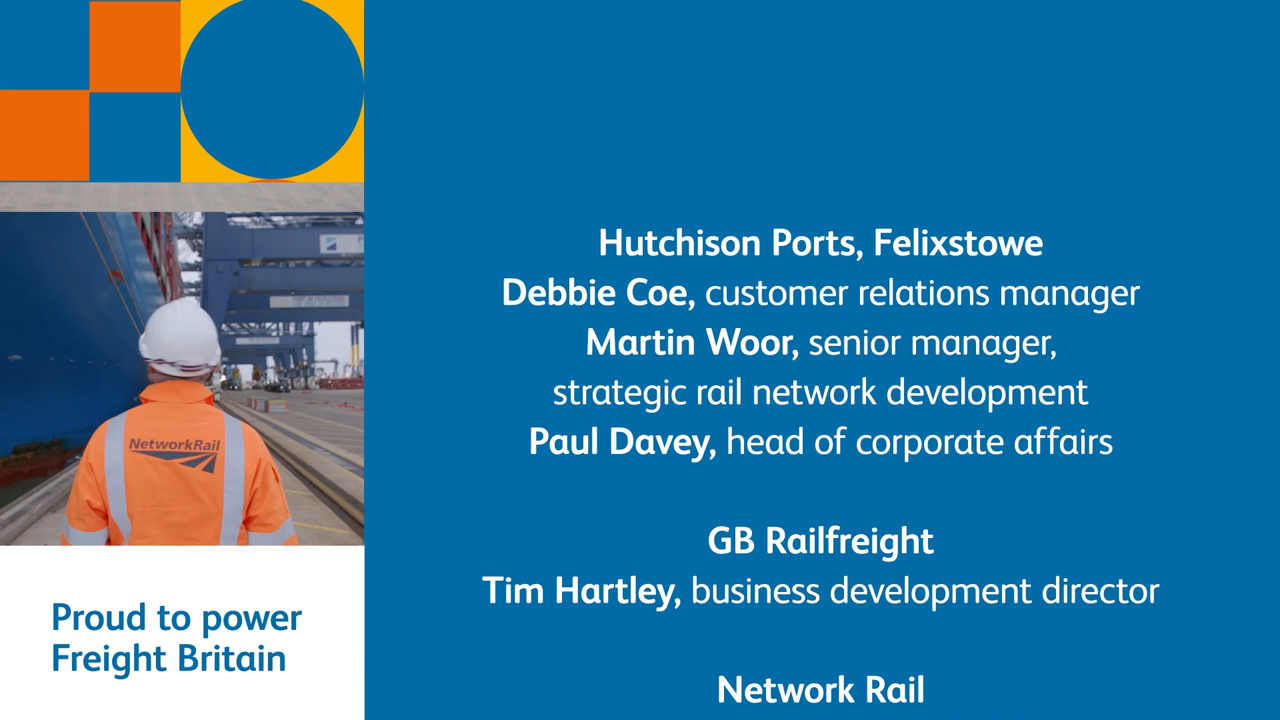 Hutchison Ports, Felixstowe
Debbie Coe, customer relations manager
Martin Woor, senior manager,
strategic rail network development
Paul Davey, head of corporate affairs
GB Railfreight
Tim Hartley, business development director
Network Rail
NetworkRail
Proud to power
Freight Britain